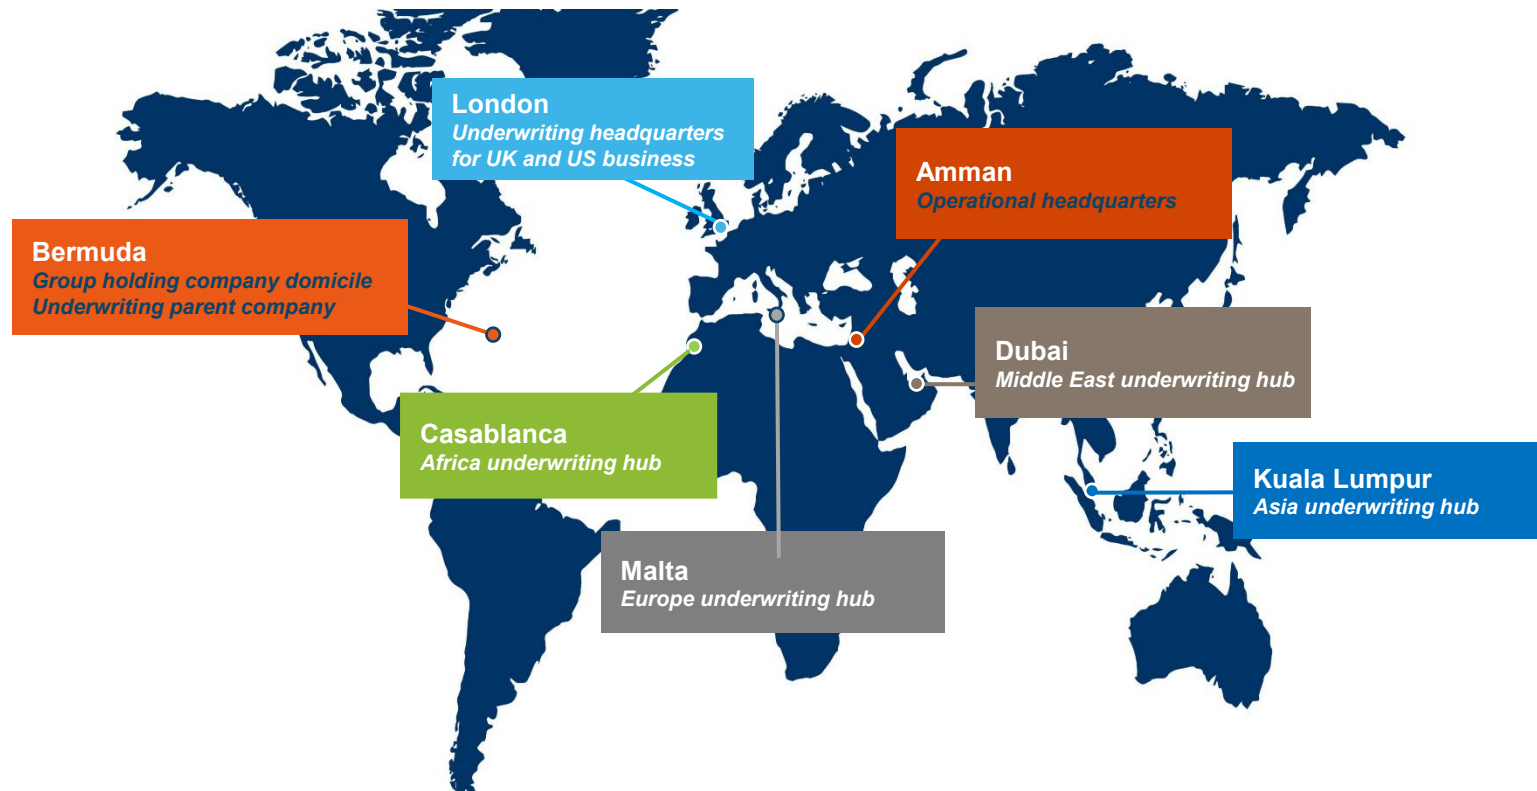 London
Underwriting headquarters
for UK and US business
Amman
Operational headquarters
Bermuda
Group holding company domicile
Underwriting parent company
Dubai
Middle East underwriting hub
Casablanca
Africa underwriting hub
Kuala Lumpur
Asia underwriting hub
Malta
Europe underwriting hub